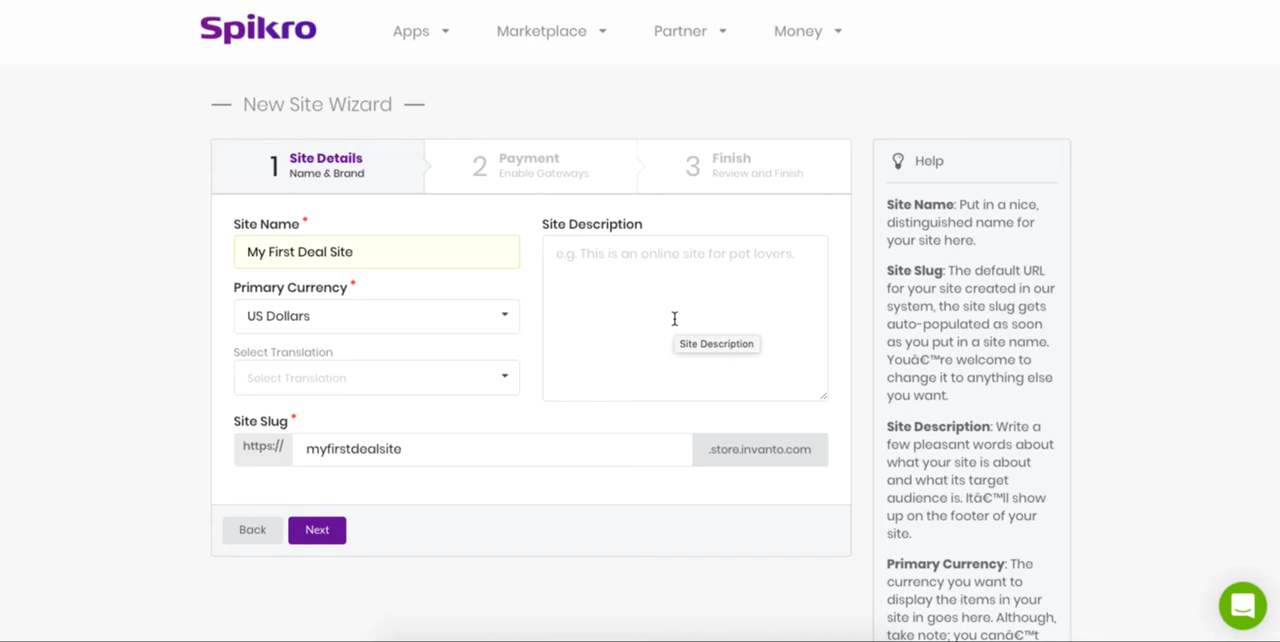 Spikro
Apps
Marketplace
Partner
Money
New Site Wizard
1
Site Details
Name & Brand
2
Payment
Enable Gateways
3
Finish
Review and Finish
Site Name *
My First Deal Site
Primary Currency *
US Dollars
Select Translation
Select Translation
Site Slug *
https://
myfirstdealsite
.store.invanto.com
Site Description
e.g. This is an online site for pet lovers.
Site Description
Back
Next
Help
Site Name: Put in a nice,
distinguished name for
your site here.
Site Slug: The default URL
for your site created in our
system, the site slug gets
auto-populated as soon
as you put in a site name.
Youâ€™re welcome to
change it to anything else
you want.
Site Description: Write a
few pleasant words about
what your site is about
and what its target
audience is. Itâ€™ll show
up on the footer of your
site.
Primary Currency: The
currency you want to
display the items in your
site in goes here. Although,
take note; you canâ€™t